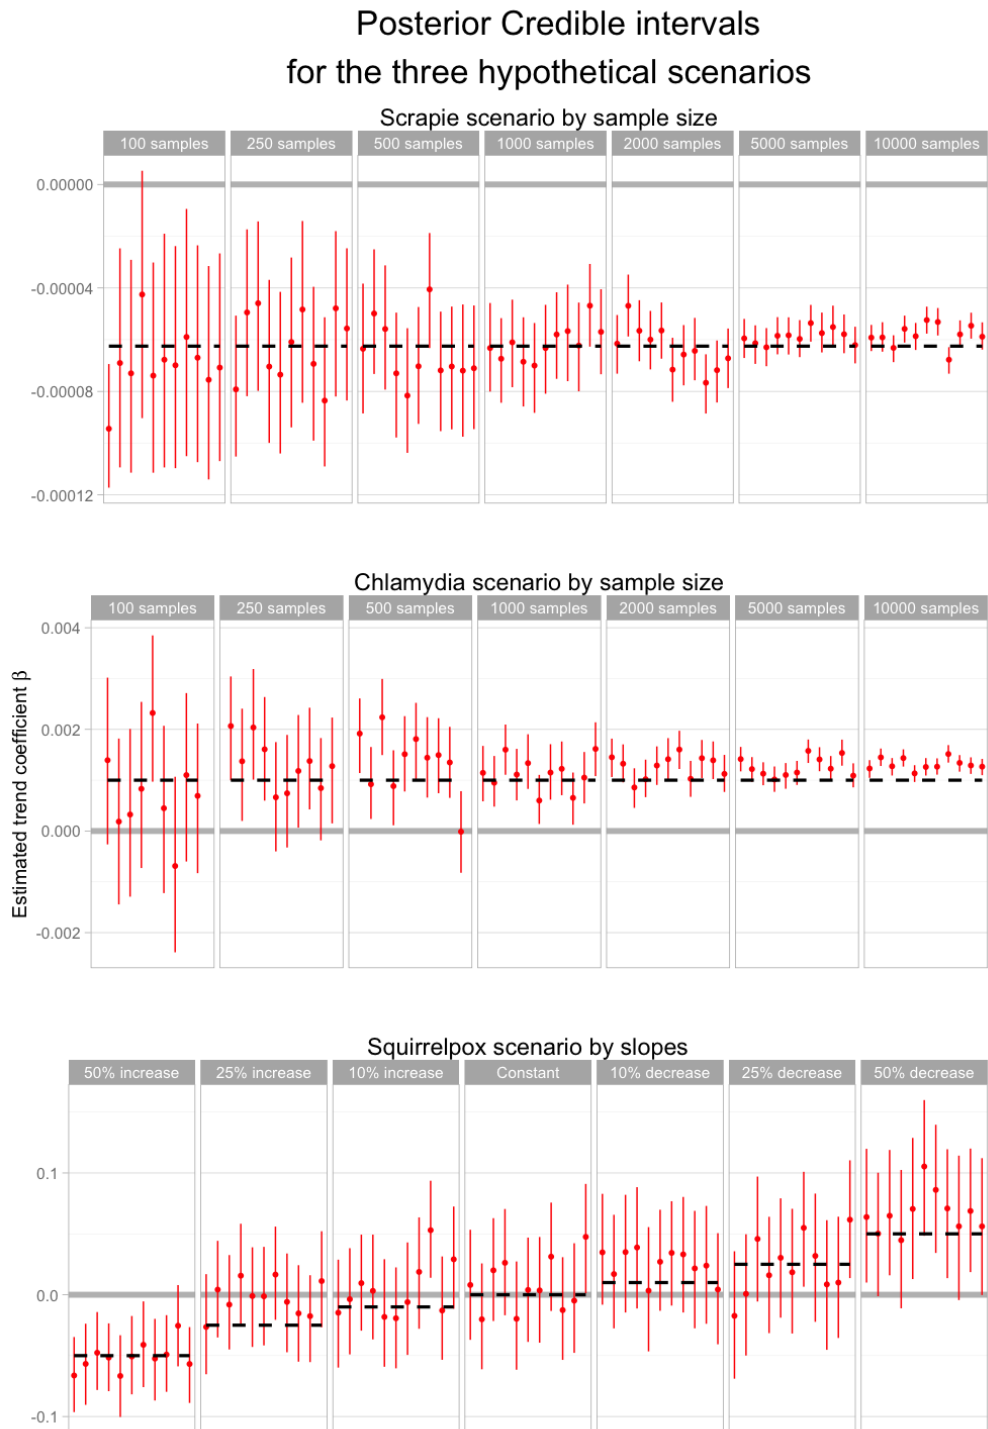 Posterior Credible intervals
for the three hypothetical scenarios
Scrapie scenario by sample size
100 samples 250 samples 500 samples 1000 samples 2000 samples 5000 samples 10000 samples
0.00000
-0.00004
-0.00008
-0.00012
Chlamydia scenario by sample size
100 samples 250 samples 500 samples 1000 samples 2000 samples 5000 samples 10000 samples
0.004
0.002
0.000
-0.002
Estimated trend coefficient β
Squirrelpox scenario by slopes
50% increase 25% increase 10% increase Constant 10% decrease 25% decrease 50% decrease
0.1
0.0
-0.1